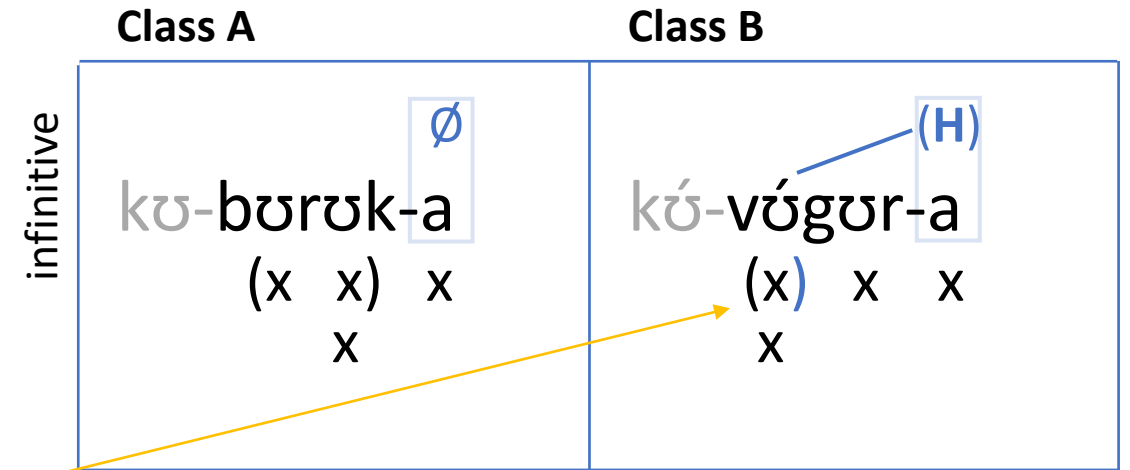 Class A Class B
infinitive
Ø (H)
kʊ-bʊrʊk-a kʊ́-vʊ́gʊr-a
(x x) x (x) x x
x x